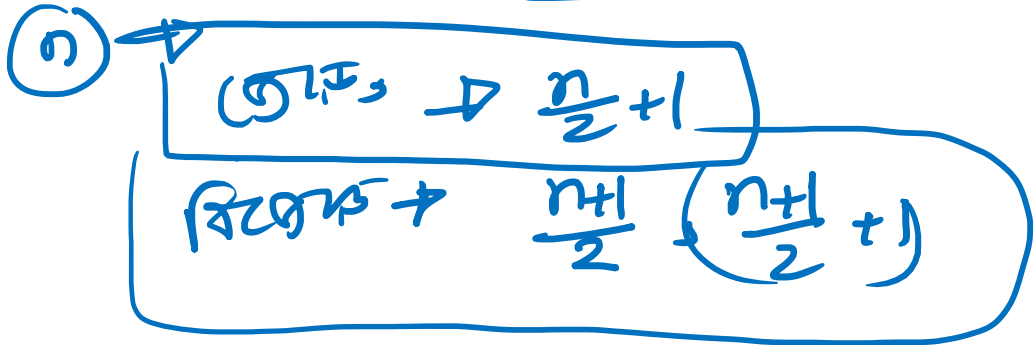 n → জোড় → n/2 + 1
বিজোড় → n+1/2 , (n+1/2 + 1)